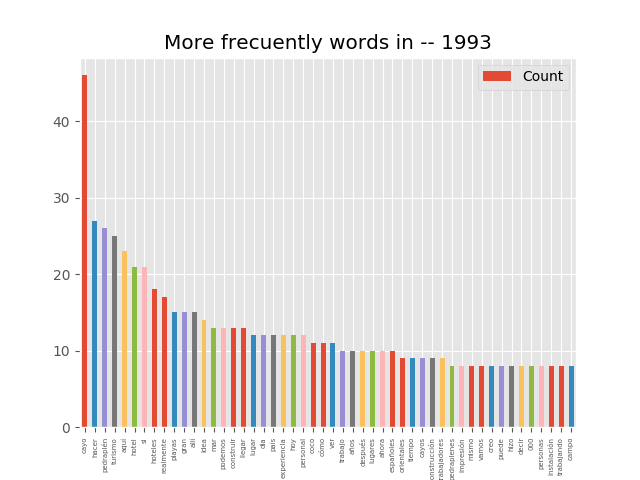 More frecuently words in -- 1993
Count
40
30
20
10
0
cayo
hacer
pedraplén
turismo
aquí
hotel
si
hoteles
realmente
playas
gran
allí
idea
mar
podemos
construir
llegar
lugar
día
país
experiencia
hoy
personal
coco
cómo
ver
trabajo
años
después
lugares
ahora
españoles
orientales
tiempo
cayos
onstrucción
rabajadores
pedraplenes
impresión
mismo
vamos
creo
puede
hizo
decir
000
personas
instalación
trabajando
campo